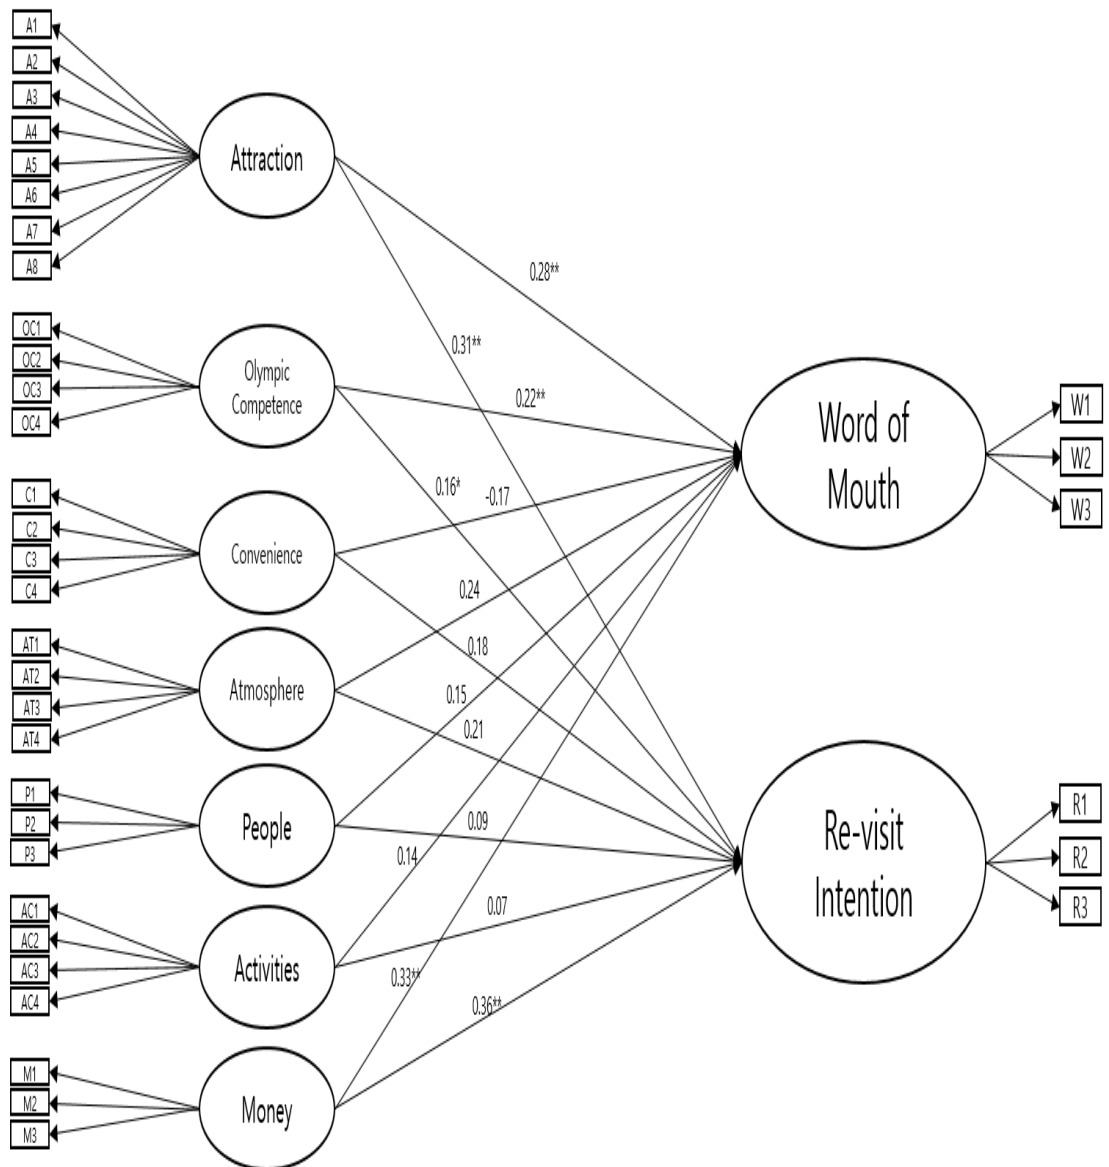 A1
A2
A3
A4
A5
A6
A7
A8
Attraction
0.28**
0.31**
OC1
OC2
OC3
OC4
Olympic
Competence
0.22**
0.16*
-0.17
C1
C2
C3
C4
Convenience
0.24
0.18
AT1
AT2
AT3
AT4
Atmosphere
0.15
0.21
P1
P2
P3
People
0.09
0.14
AC1
AC2
AC3
AC4
Activities
0.07
0.33**
0.36**
M1
M2
M3
Money
Word of
Mouth
W1
W2
W3
Re-visit
Intention
R1
R2
R3